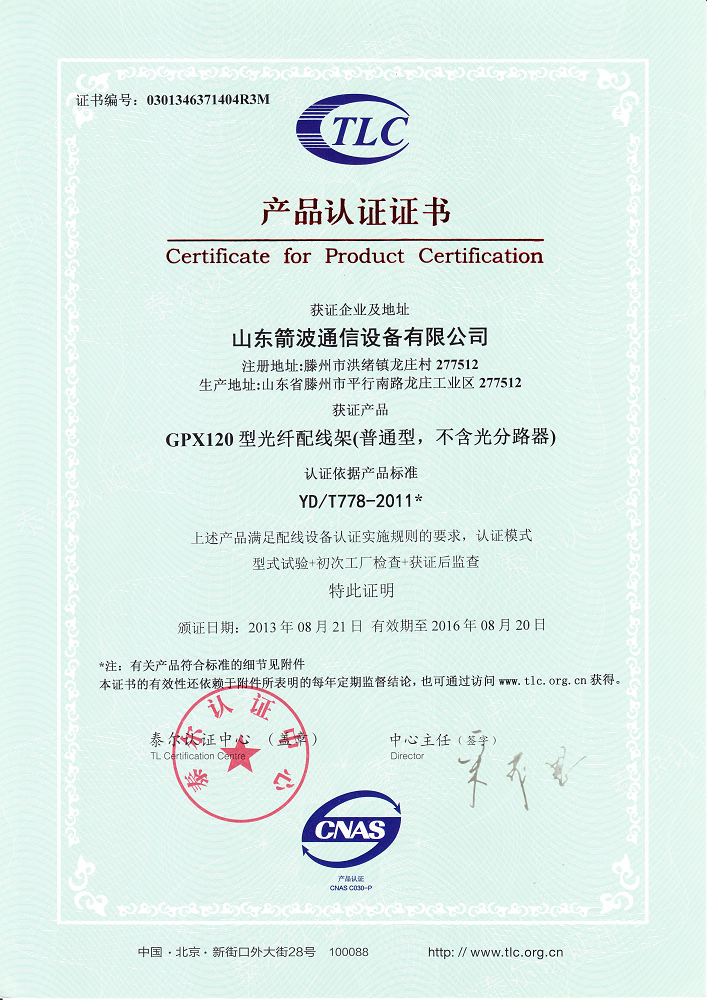 证书编号：0301346371404R3M
TLC
产品认证证书
Certificate for Product Certification
获证企业及地址
山东箭波通信设备有限公司
注册地址:滕州市洪绪镇龙庄村 277512
生产地址:山东省滕州市平行南路龙庄工业区 277512
获证产品
GPX120 型光纤配线架(普通型，不含光分路器)
认证依据产品标准
YD/T778-2011*
上述产品满足配线设备认证实施规则的要求，认证模式
型式试验+初次工厂检查+获证后监查
特此证明
颁证日期：2013 年 08 月 21 日 有效期至 2016 年 08 月 20 日
*注：有关产品符合标准的细节见附件
本证书的有效性还依赖于附件所表明的每年定期监督结论，也可通过访问 www.tlc.org.cn 获得。
泰尔认证中心 （盖章）
中心主任（签字）
TL Certification Centre
Director
泰尔认证中心
CNAS
产品认证
CNAS C030-P
中国·北京·新街口外大街28号 100088
http://www.tlc.org.cn